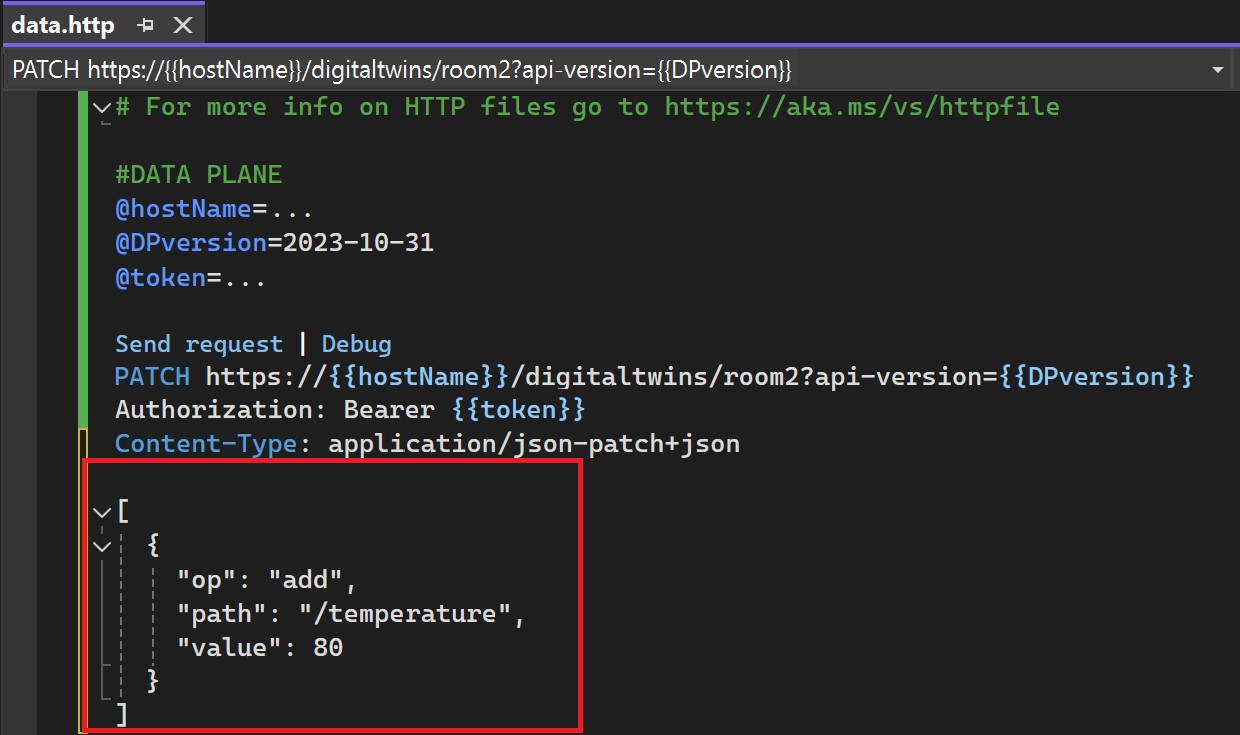 data.http
PATCH https://{{hostName}}/digitaltwins/room2?api-version={{DPversion}}
# For more info on HTTP files go to https://aka.ms/vs/httpfile
#DATA PLANE
@hostName=...
@DPversion=2023-10-31
@token=...
Send request | Debug
PATCH https://{{hostName}}/digitaltwins/room2?api-version={{DPversion}}
Authorization: Bearer {{token}}
Content-Type: application/json-patch+json
[
{
"op": "add",
"path": "/temperature",
"value": 80
}
]